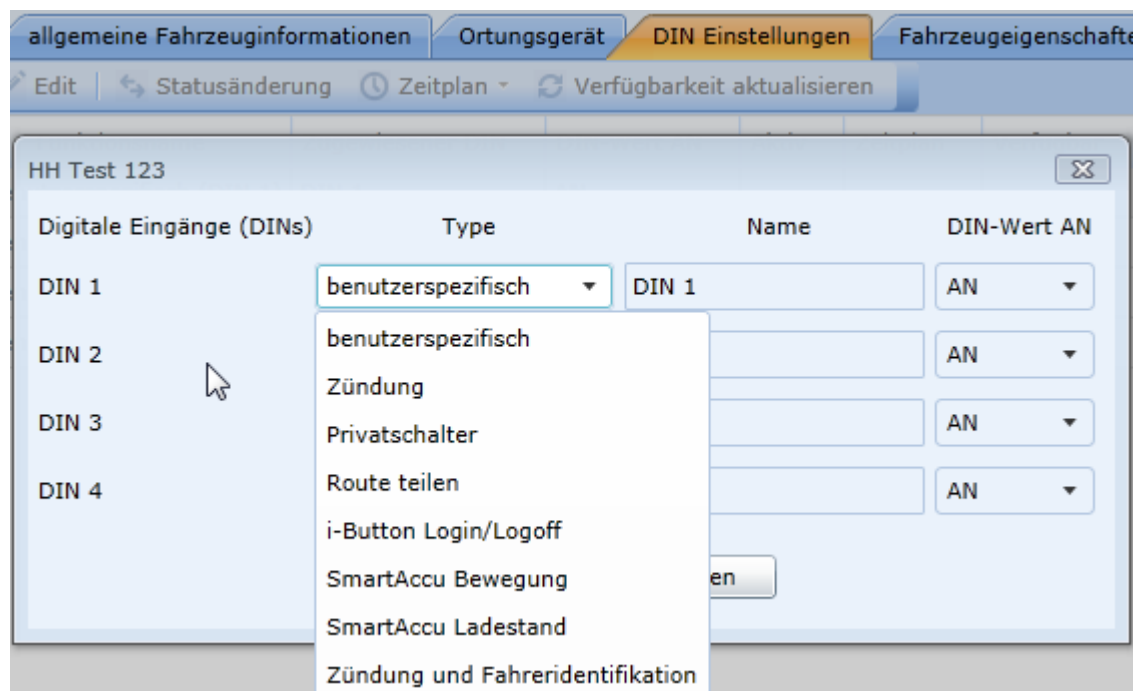 allgemeine Fahrzeuginformationen Ortungsgerät DIN Einstellungen Fahrzeugeigenschafte
Edit Statusänderung Zeitplan Verfügbarkeit aktualisieren
HH Test 123
Digitale Eingänge (DINs) Type Name DIN-Wert AN
DIN 1 benutzerspezifisch DIN 1 AN
benutzerspezifisch
DIN 2 AN
Zündung
DIN 3 Privatschalter AN
Route teilen
DIN 4 AN
i-Button Login/Logoff
SmartAccu Bewegung en
SmartAccu Ladestand
Zündung und Fahreridentifikation